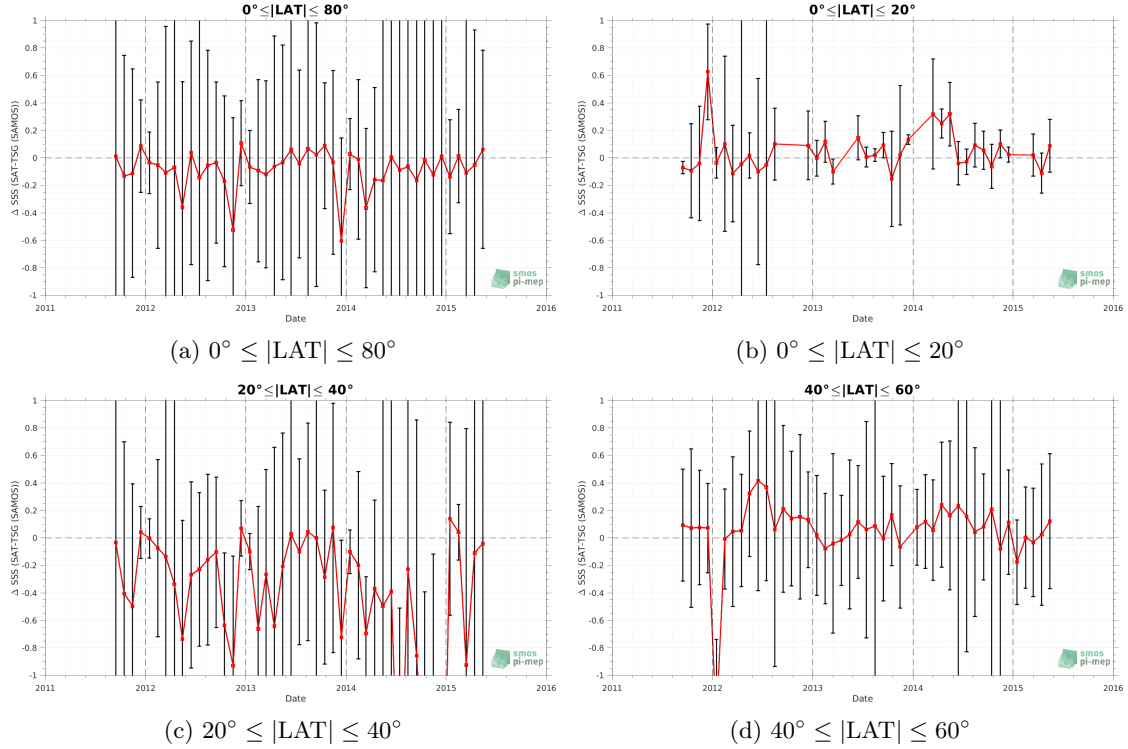 0°≤|LAT|≤ 80°
Δ SSS (SAT-TSG (SAMOS))
1
0.8
0.6
0.4
0.2
0
-0.2
-0.4
-0.6
-0.8
-1
2011 2012 2013 2014 2015 2016
Date
smos
pi-mep
(a) 0° ≤ |LAT| ≤ 80°
0°≤|LAT|≤ 20°
Δ SSS (SAT-TSG (SAMOS))
1
0.8
0.6
0.4
0.2
0
-0.2
-0.4
-0.6
-0.8
-1
2011 2012 2013 2014 2015 2016
Date
smos
pi-mep
(b) 0° ≤ |LAT| ≤ 20°
20°≤|LAT|≤ 40°
Δ SSS (SAT-TSG (SAMOS))
1
0.8
0.6
0.4
0.2
0
-0.2
-0.4
-0.6
-0.8
-1
2011 2012 2013 2014 2015 2016
Date
smos
pi-mep
(c) 20° ≤ |LAT| ≤ 40°
40°≤|LAT|≤ 60°
Δ SSS (SAT-TSG (SAMOS))
1
0.8
0.6
0.4
0.2
0
-0.2
-0.4
-0.6
-0.8
-1
2011 2012 2013 2014 2015 2016
Date
smos
pi-mep
(d) 40° ≤ |LAT| ≤ 60°